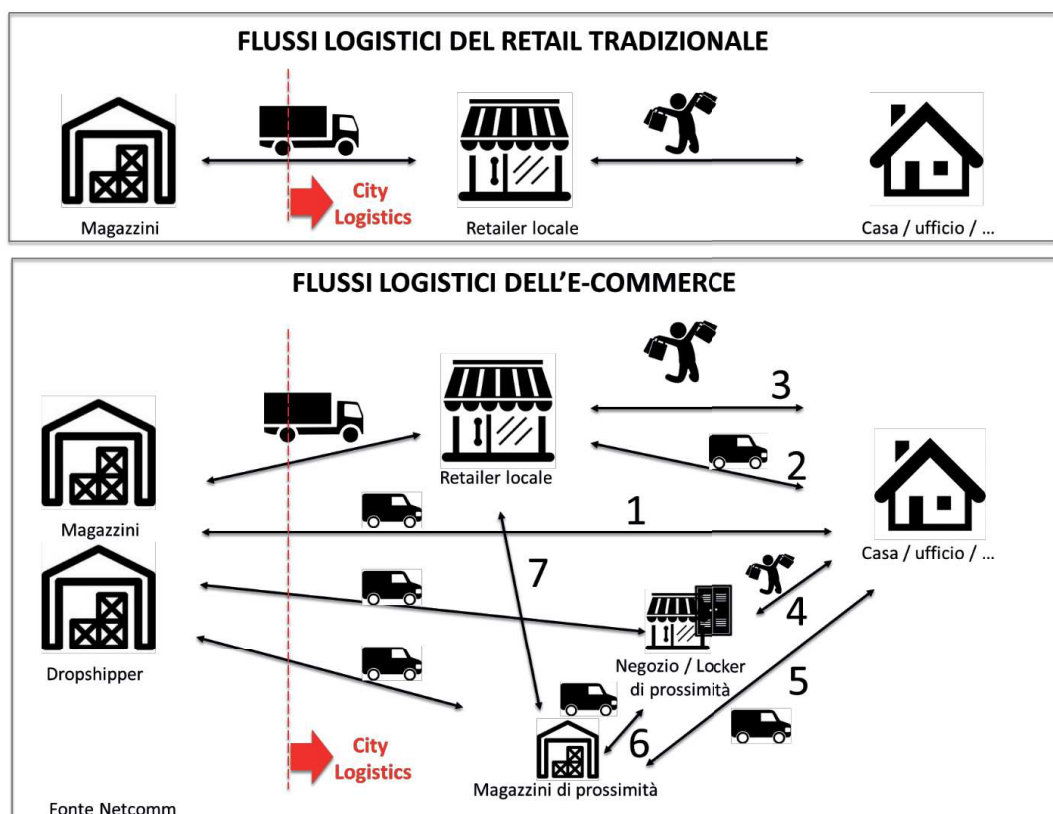 FLUSSI LOGISTICI DEL RETAIL TRADIZIONALE
City
Logistics
Magazzini
Retailer locale
Casa / ufficio / ...
FLUSSI LOGISTICI DELL'E-COMMERCE
3
2
Retailer locale
1
Magazzini
Casa / ufficio / ...
7
4
Dropshipper
Negozio / Locker
di prossimità
5
6
City
Logistics
Magazzini di prossimità
Fonte Netcomm